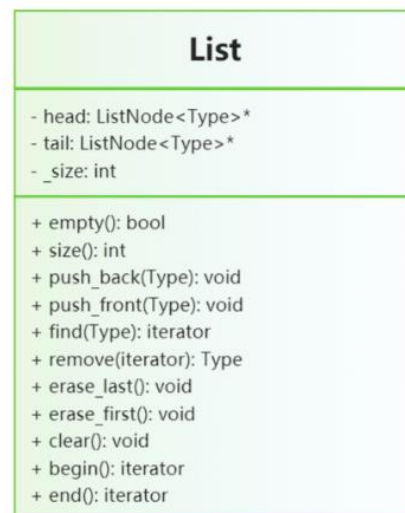 List
- head: ListNode<Type>*
- tail: ListNode<Type>*
- _size: int
+ empty(): bool
+ size(): int
+ push_back(Type): void
+ push_front(Type): void
+ find(Type): iterator
+ remove(iterator): Type
+ erase_last(): void
+ erase_first(): void
+ clear(): void
+ begin(): iterator
+ end(): iterator